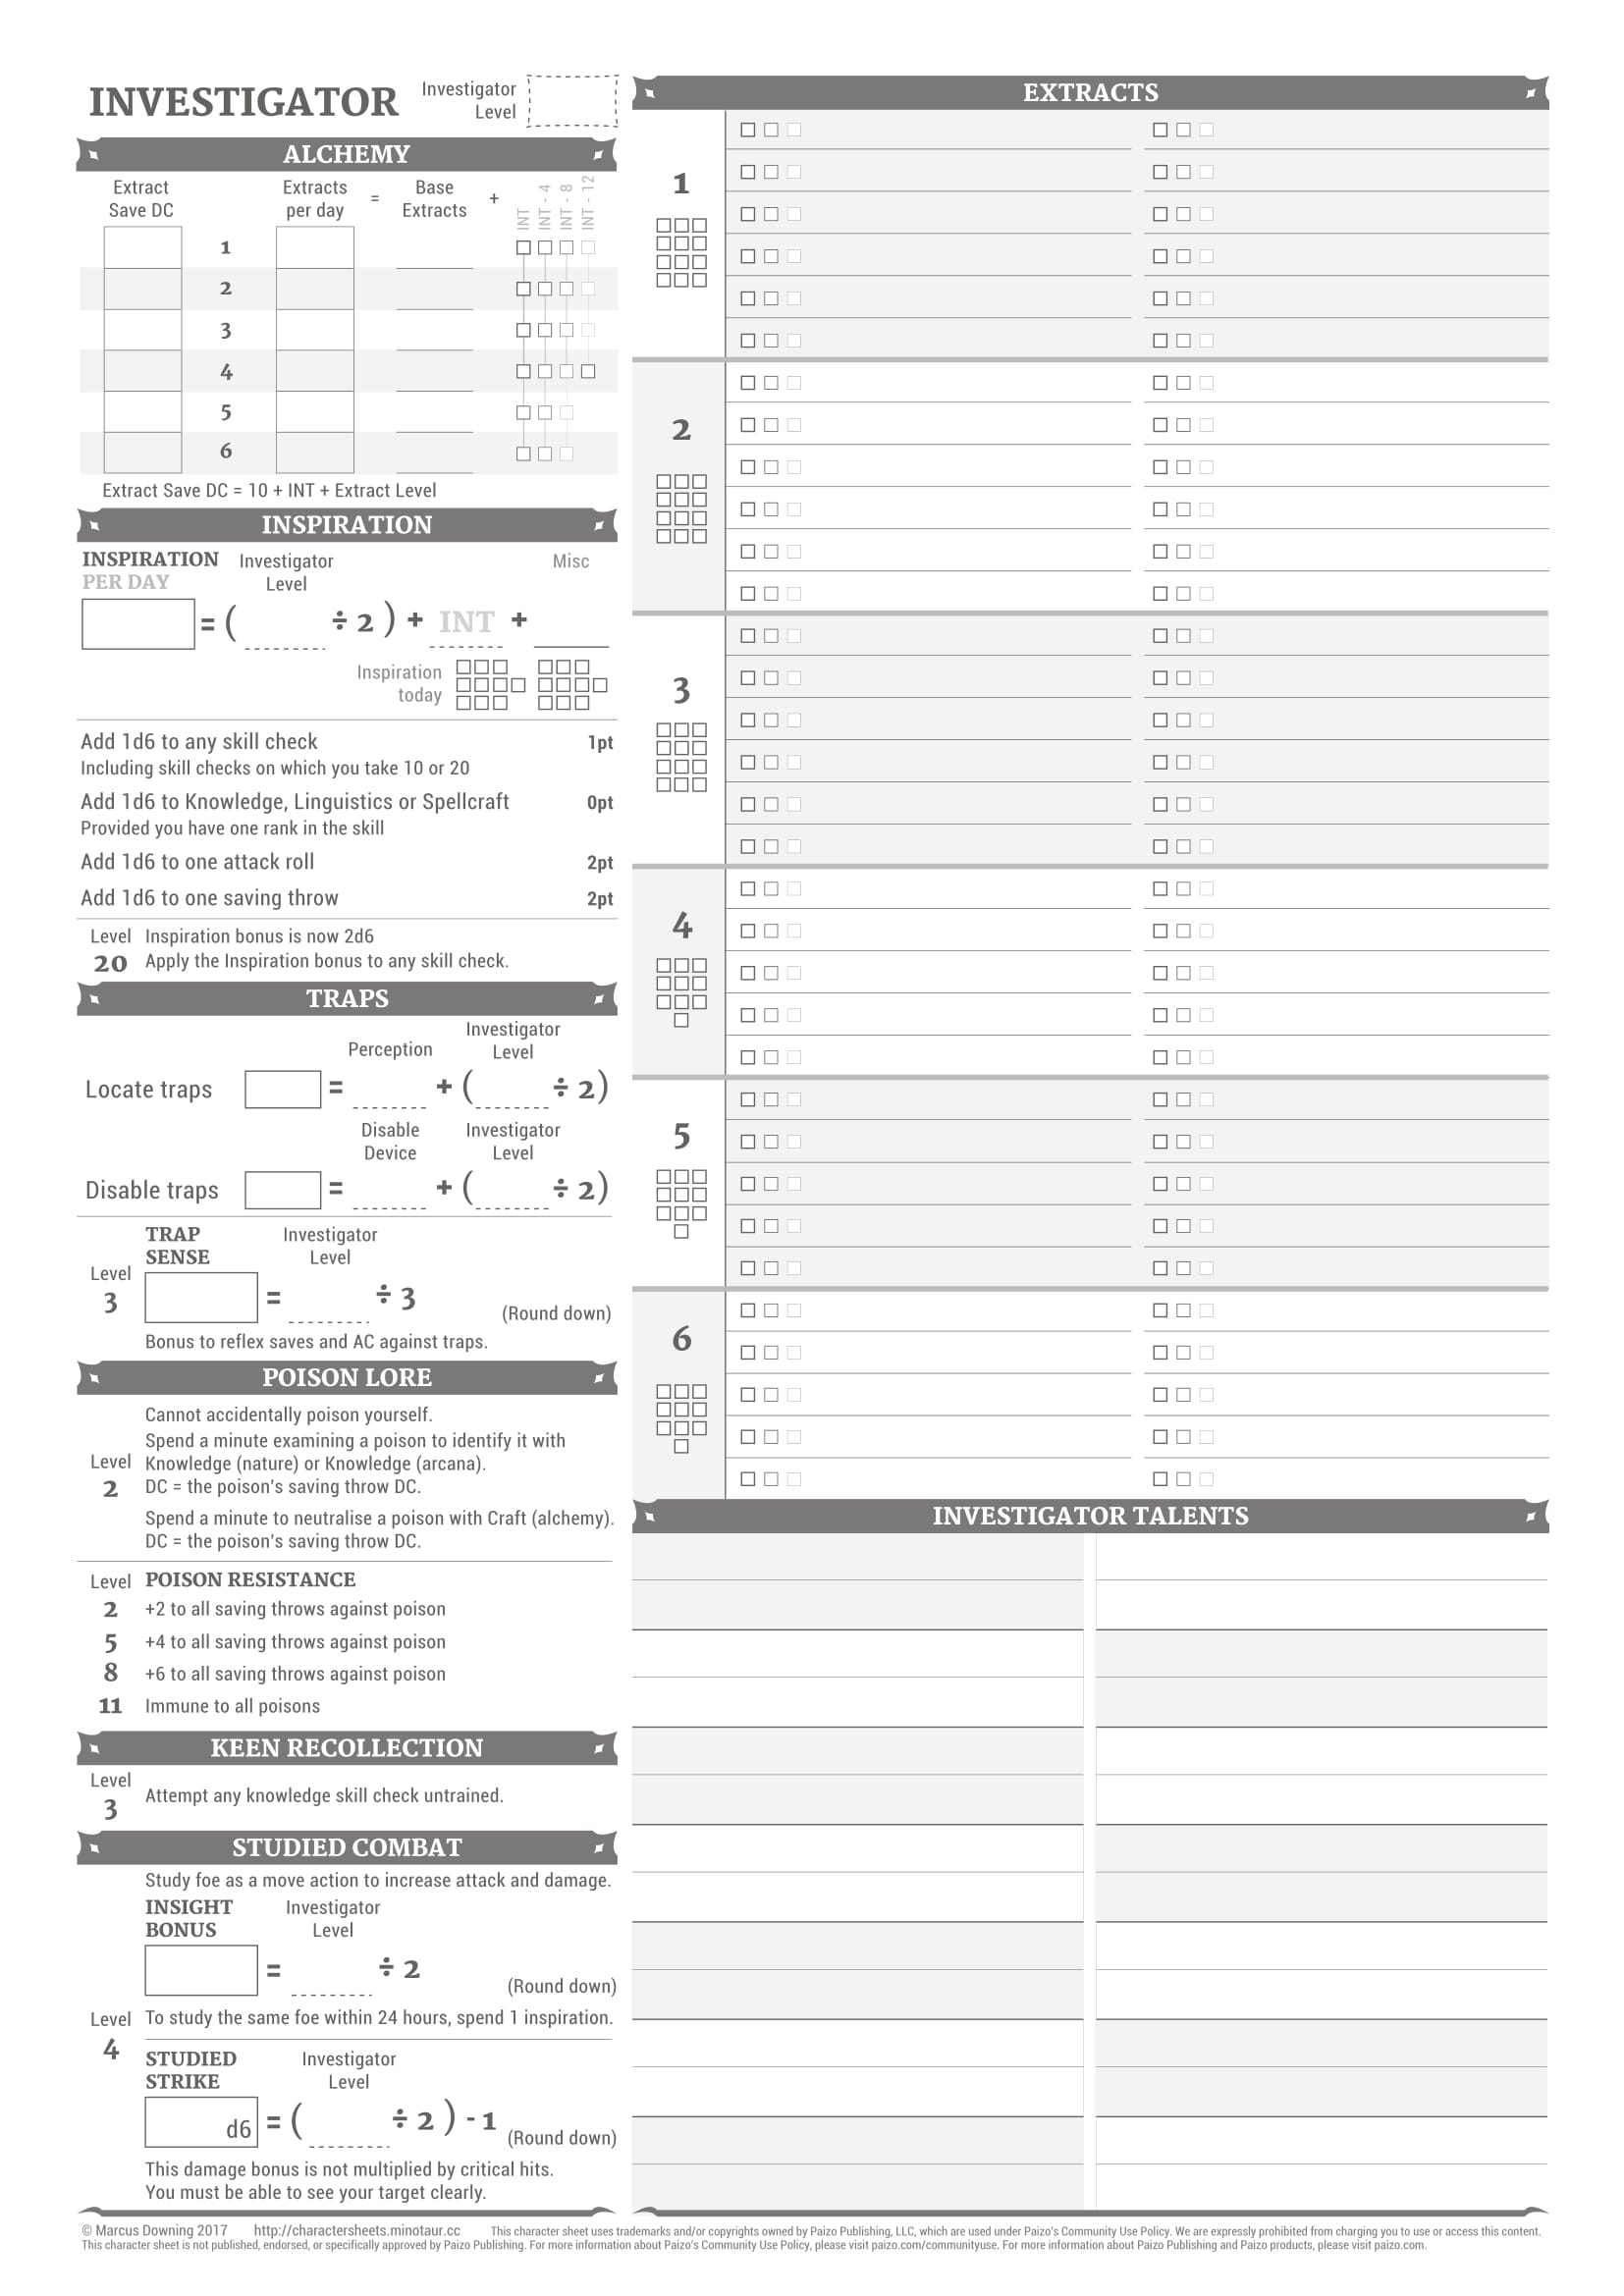 INVESTIGATOR
Investigator
Level
ALCHEMY
Extract
Save DC
Extracts
per day
=
Base
Extracts
+
INT
INT - 4
INT - 8
INT - 12
1
2
3
4
5
6
Extract Save DC = 10 + INT + Extract Level
INSPIRATION
INSPIRATION
PER DAY
Investigator
Level
Misc
= ( ÷ 2 ) + INT +
Inspiration
today
Add 1d6 to any skill check 1pt
Including skill checks on which you take 10 or 20
Add 1d6 to Knowledge, Linguistics or Spellcraft 0pt
Provided you have one rank in the skill
Add 1d6 to one attack roll 2pt
Add 1d6 to one saving throw 2pt
Level Inspiration bonus is now 2d6
20 Apply the Inspiration bonus to any skill check.
TRAPS
Perception
Investigator
Level
Locate traps = + ( ÷ 2)
Disable
Device
Investigator
Level
Disable traps = + ( ÷ 2)
TRAP
SENSE
Investigator
Level
Level
3
= ÷ 3
(Round down)
Bonus to reflex saves and AC against traps.
POISON LORE
Cannot accidentally poison yourself.
Spend a minute examining a poison to identify it with
Level Knowledge (nature) or Knowledge (arcana).
2 DC = the poison's saving throw DC.
Spend a minute to neutralise a poison with Craft (alchemy).
DC = the poison's saving throw DC.
Level POISON RESISTANCE
2 +2 to all saving throws against poison
5 +4 to all saving throws against poison
8 +6 to all saving throws against poison
11 Immune to all poisons
KEEN RECOLLECTION
Level
3
Attempt any knowledge skill check untrained.
STUDIED COMBAT
Study foe as a move action to increase attack and damage.
INSIGHT
BONUS
Investigator
Level
= ÷ 2
(Round down)
Level To study the same foe within 24 hours, spend 1 inspiration.
4
STUDIED
STRIKE
Investigator
Level
d6 = ( ÷ 2 ) - 1
(Round down)
This damage bonus is not multiplied by critical hits.
You must be able to see your target clearly.
EXTRACTS
1
2
3
4
5
6
INVESTIGATOR TALENTS
© Marcus Downing 2017 http://charactersheets.minotaur.cc This character sheet uses trademarks and/or copyrights owned by Paizo Publishing, LLC, which are used under Paizo's Community Use Policy. We are expressly prohibited from charging you to use or access this content.
This character sheet is not published, endorsed, or specifically approved by Paizo Publishing. For more information about Paizo's Community Use Policy, please visit paizo.com/communityuse. For more information about Paizo Publishing and Paizo products, please visit paizo.com.